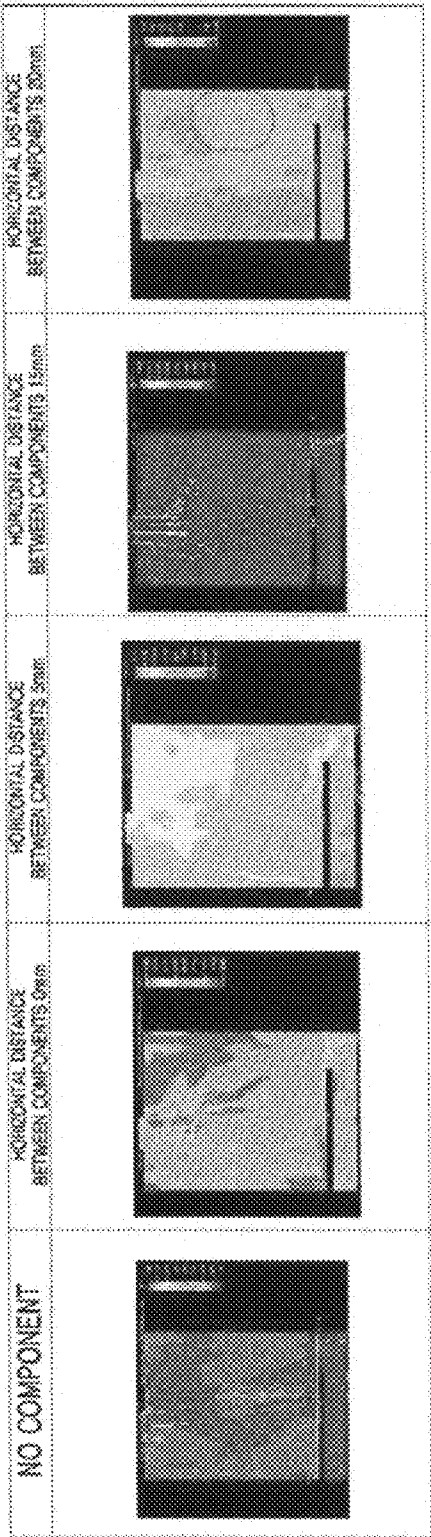 NO COMPONENT
HORIZONTAL DISTANCE
BETWEEN COMPONENTS 0mm
HORIZONTAL DISTANCE
BETWEEN COMPONENTS 5mm
HORIZONTAL DISTANCE
BETWEEN COMPONENTS 15mm
HORIZONTAL DISTANCE
BETWEEN COMPONENTS 20mm